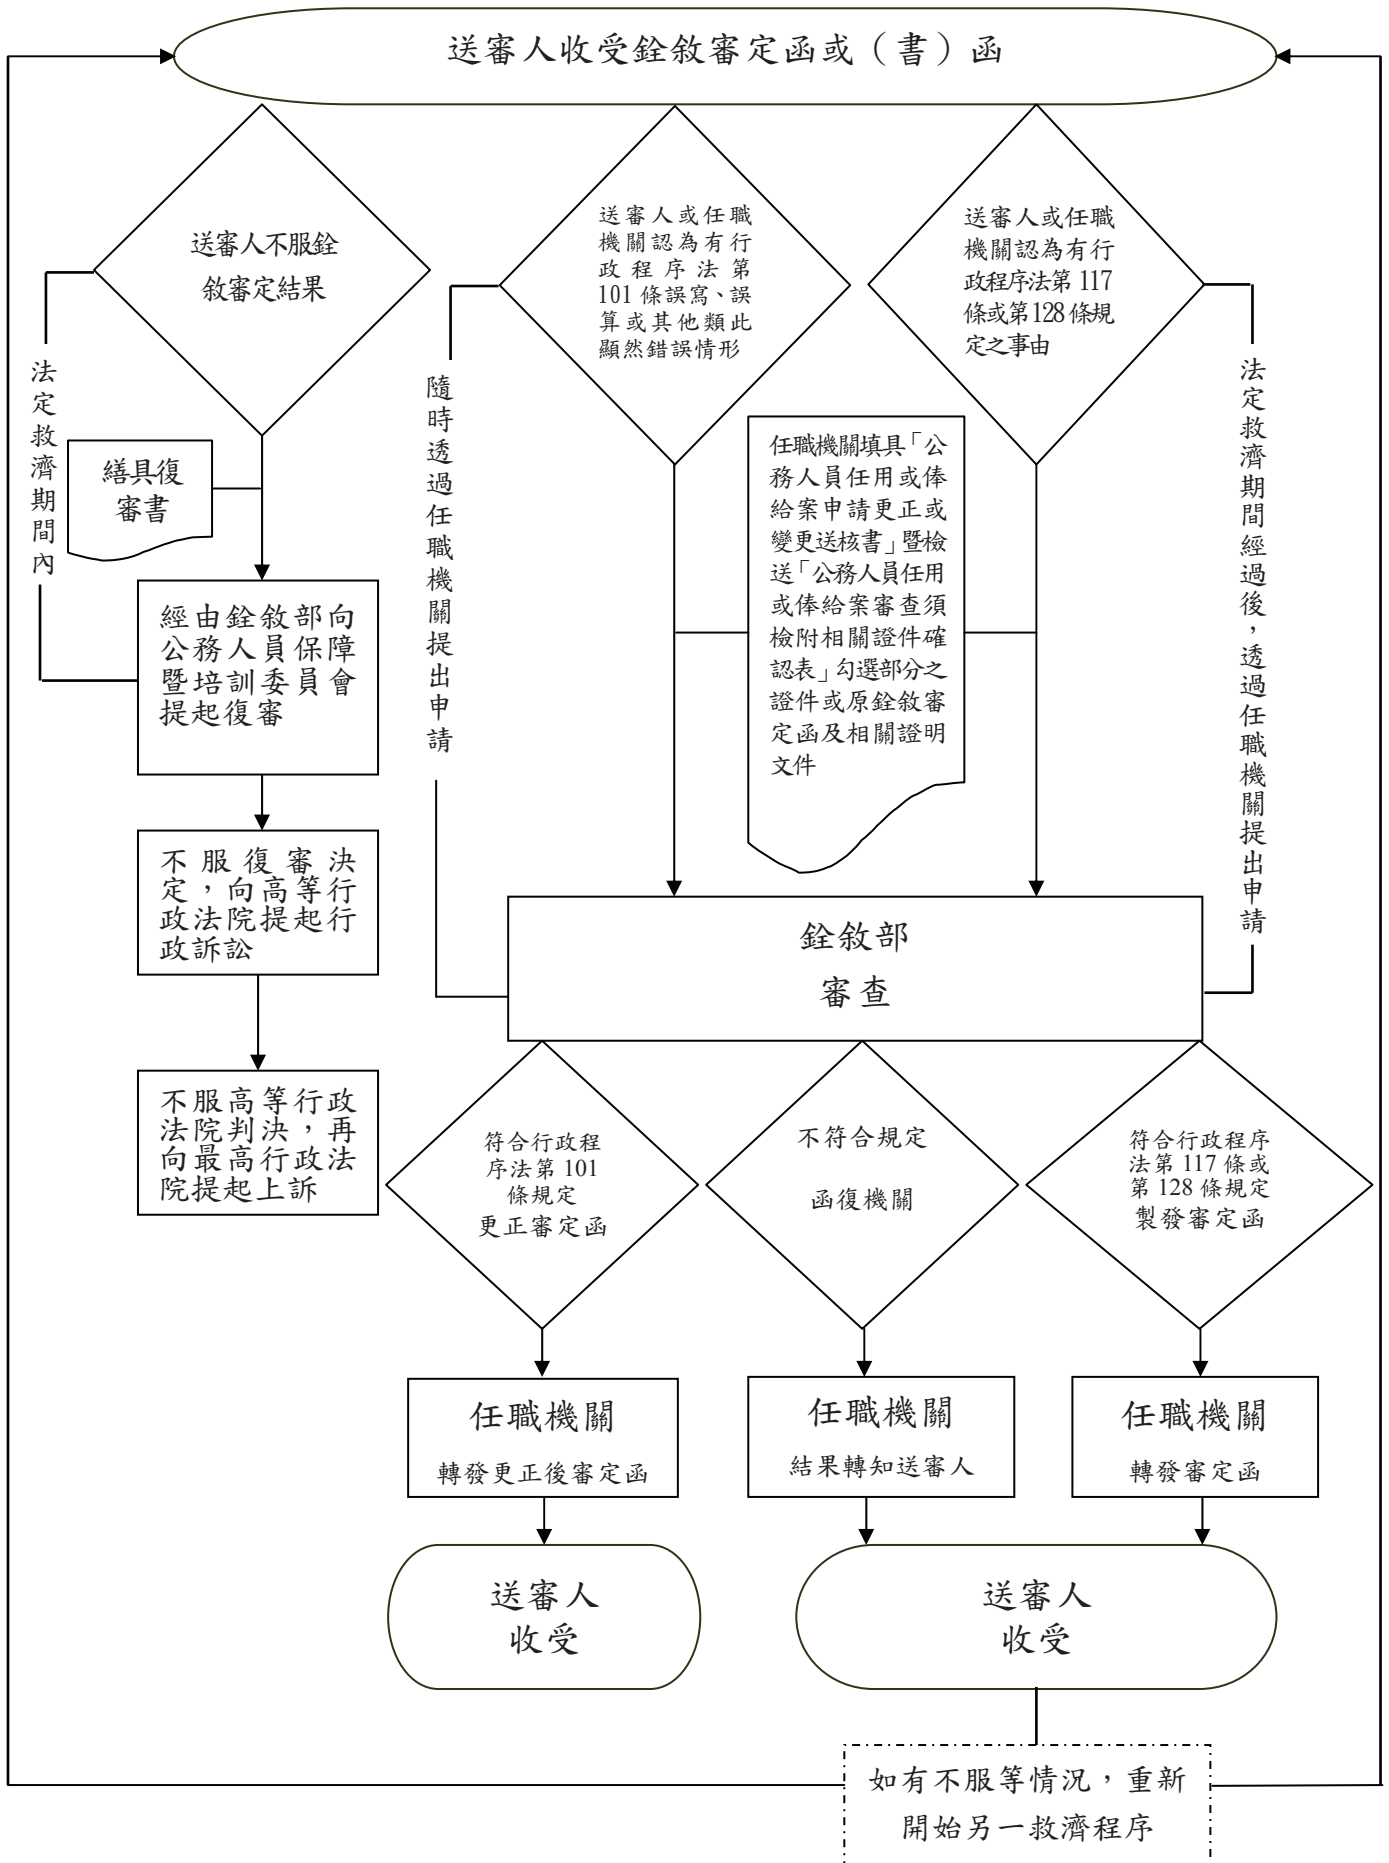 送審人收受銓敘審定函或（書）函
送審人不服銓
敘審定結果
送審人或任職
機關認為有行
政程序法第
101 條誤寫、誤
算或其他類此
顯然錯誤情形
送審人或任職
機關認為有行
政程序法第 117
條或第 128 條規
定之事由
法定救濟期間內
繕具復
審書
隨時透過任職機關提出申請
任職機關填具「公
務人員任用或俸
給案申請更正或
變更送核書」暨檢
送「公務人員任用
或俸給案審查須
檢附相關證件確
認表」勾選部分之
證件或原銓敘審
定函及相關證明
文件
法定救濟期間經過後，透過任職機關提出申請
經由銓敘部向
公務人員保障
暨培訓委員會
提起復審
不服復審決
定，向高等行
政法院提起行
政訴訟
不服高等行政
法院判決，再
向最高行政法
院提起上訴
銓敘部
審查
符合行政程
序法第 101
條規定
更正審定函
不符合規定
函復機關
符合行政程序
法第 117 條或
第 128 條規定
製發審定函
任職機關
轉發更正後審定函
任職機關
結果轉知送審人
任職機關
轉發審定函
送審人
收受
送審人
收受
如有不服等情況，重新
開始另一救濟程序